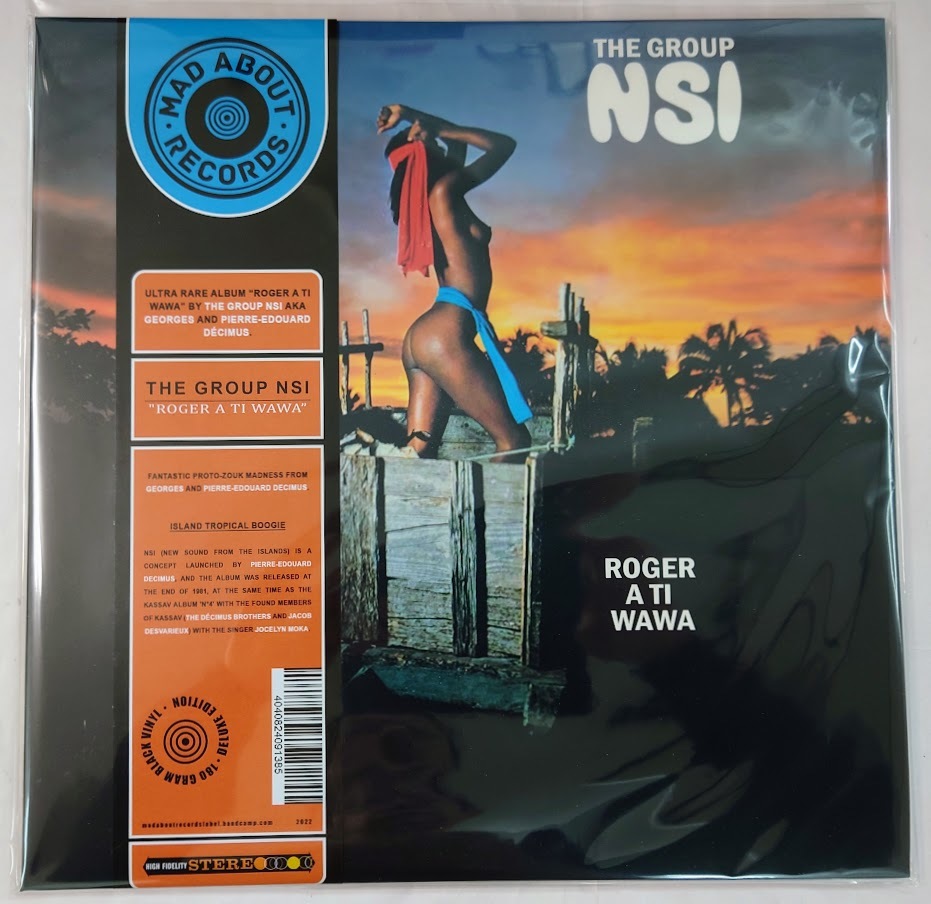 MAD ABOUT
RECORDS
THE GROUP
NSI
ULTRA RARE ALBUM "ROGER A TI
WAWA" BY THE GROUP NSI AKA
GEORGES AND PIERRE-EDOUARD
DÉCIMUS
THE GROUP NSI
"ROGER A TI WAWA"
FANTASTIC PROTO-ZOUK MADNESS FROM
GEORGES AND PIERRE-EDOUARD DECIMUS.
ISLAND TROPICAL BOOGIE
NSI (NEW SOUND FROM THE ISLANDS) IS A
CONCEPT LAUNCHED BY PIERRE-EDOUARD
DECIMUS, AND THE ALBUM WAS RELEASED AT
THE END OF 1981, AT THE SAME TIME AS THE
KASSAV ALBUM 'N°4' WITH THE FOUND MEMBERS
OF KASSAV (THE DÉCIMUS BROTHERS AND JACOB
DESVARIEUX) WITH THE SINGER JOCELYN MOKA
ROGER
A TI
WAWA
DELUXE EDITION
180 GRAM BLACK VINYL
4040824091385
madaboutrecordslabel.bandcamp.com 2022
HIGH FIDELITY STEREO